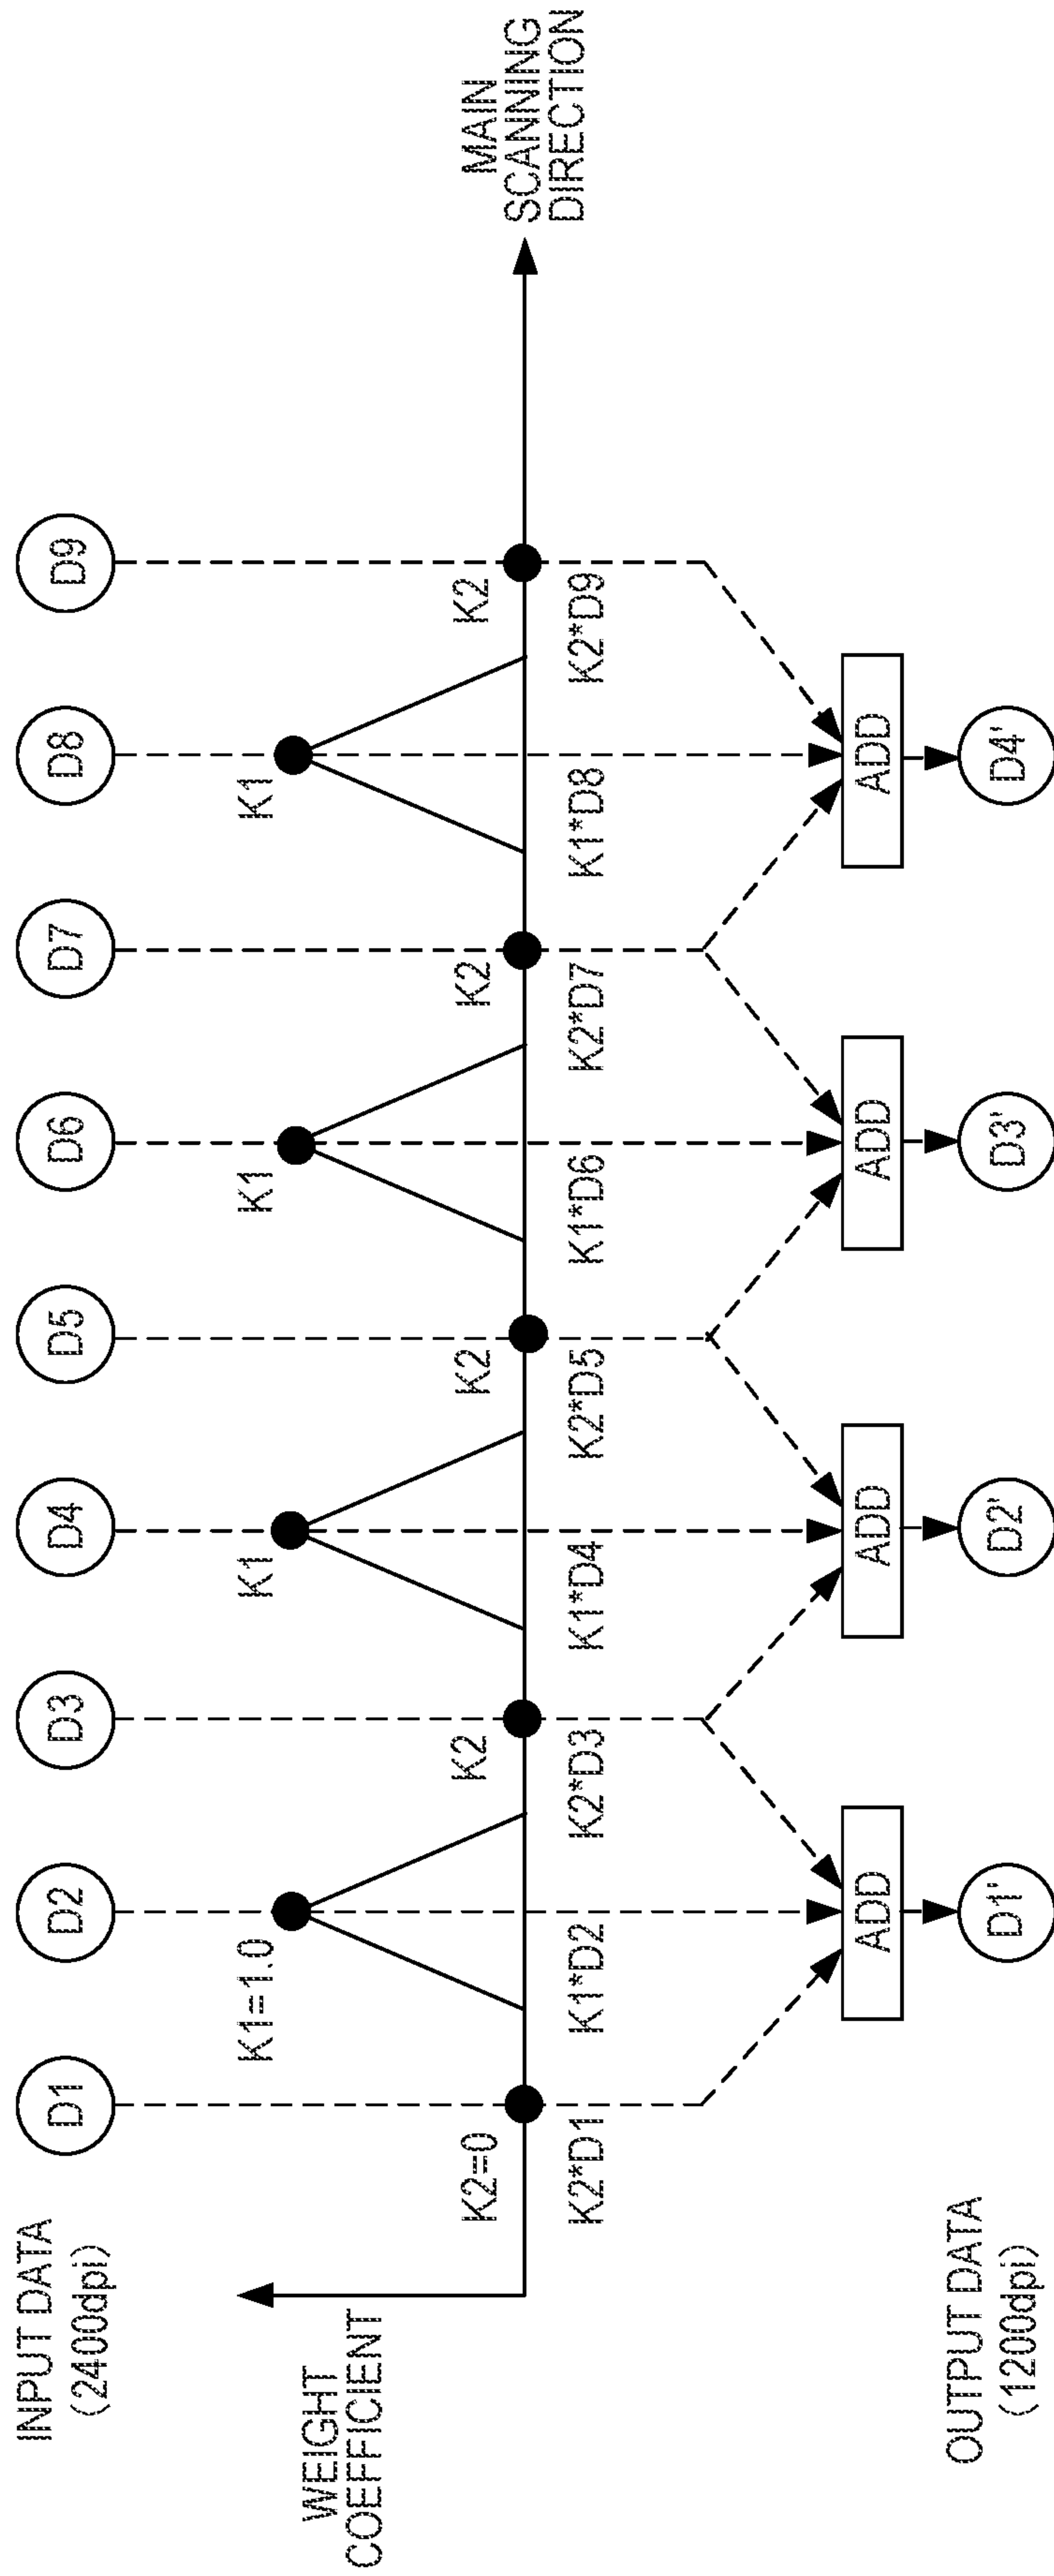 INPUT DATA
(2400dpi)
D1
D2
D3
D4
D5
D6
D7
D8
D9
WEIGHT
COEFFICIENT
K1=1.0
K1
K1
K1
K2=0
K2
K2
K2
K2
MAIN
SCANNING
DIRECTION
K2*D1
K1*D2
K2*D3
K1*D4
K2*D5
K1*D6
K2*D7
K1*D8
K2*D9
ADD
ADD
ADD
ADD
OUTPUT DATA
(1200dpi)
D1'
D2'
D3'
D4'